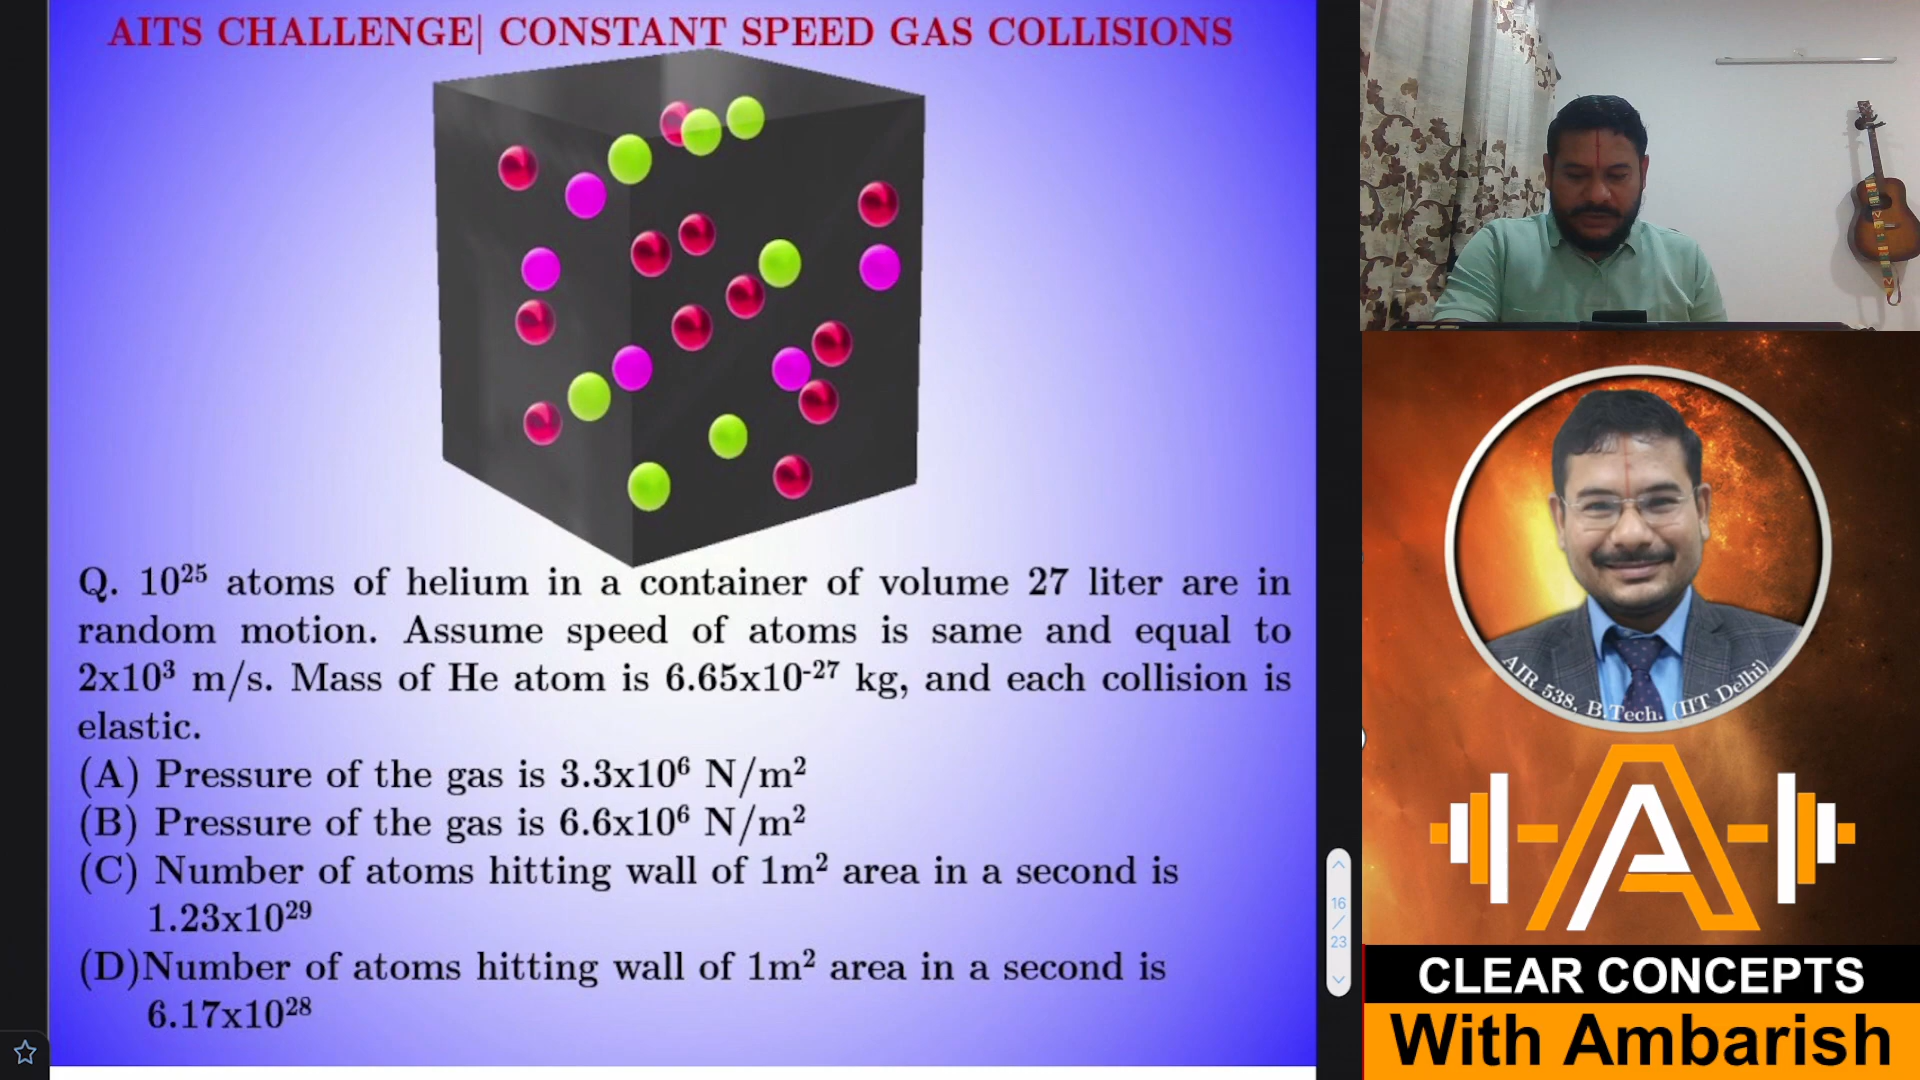 AITS CHALLENGE| CONSTANT SPEED GAS COLLISIONS
Q. 10²⁵ atoms of helium in a container of volume 27 liter are in
random motion. Assume speed of atoms is same and equal to
2x10³ m/s. Mass of He atom is 6.65x10⁻²⁷ kg, and each collision is
elastic.
(A) Pressure of the gas is 3.3x10⁶ N/m²
(B) Pressure of the gas is 6.6x10⁶ N/m²
(C) Number of atoms hitting wall of 1m² area in a second is
1.23x10²⁹
(D)Number of atoms hitting wall of 1m² area in a second is
6.17x10²⁸
16
/
23
AIR 538, B.Tech. (IIT Delhi)
A
CLEAR CONCEPTS
With Ambarish